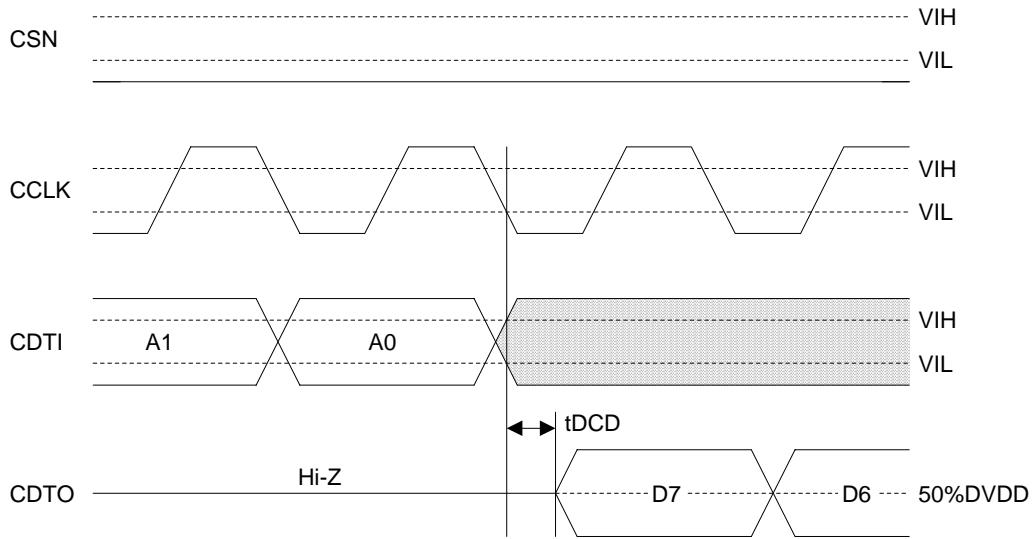 VIH
CSN
VIL
VIH
CCLK
VIL
VIH
CDTI
A1
A0
VIL
tDCD
Hi-Z
CDTO
D7
D6
50%DVDD